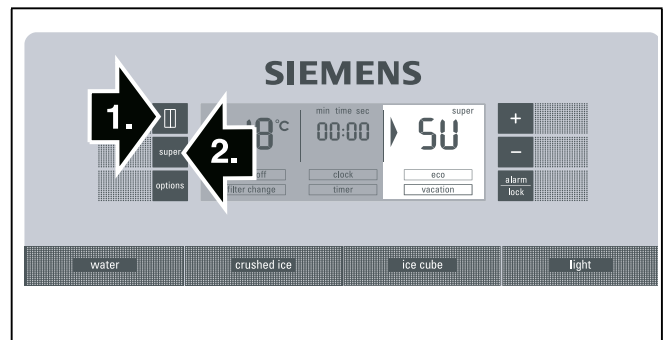 SIEMENS
1.
18 °C
min time sec
00:00
super
SU
+
super
2.
−
options
off
clock
eco
alarm
lock
filter change
timer
vacation
water
crushed ice
ice cube
light